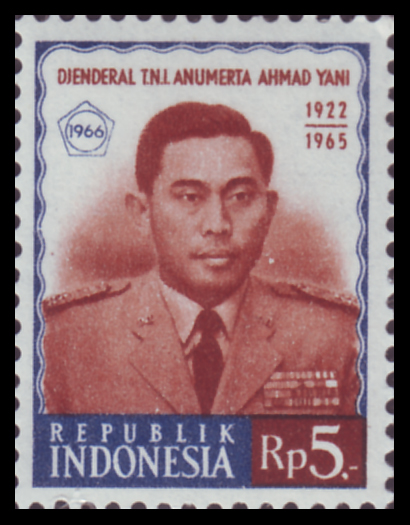 DJENDERAL T.N.I. ANUMERTA AHMAD YANI
1966
1922
1965
REPUBLIK
INDONESIA
Rp5.-